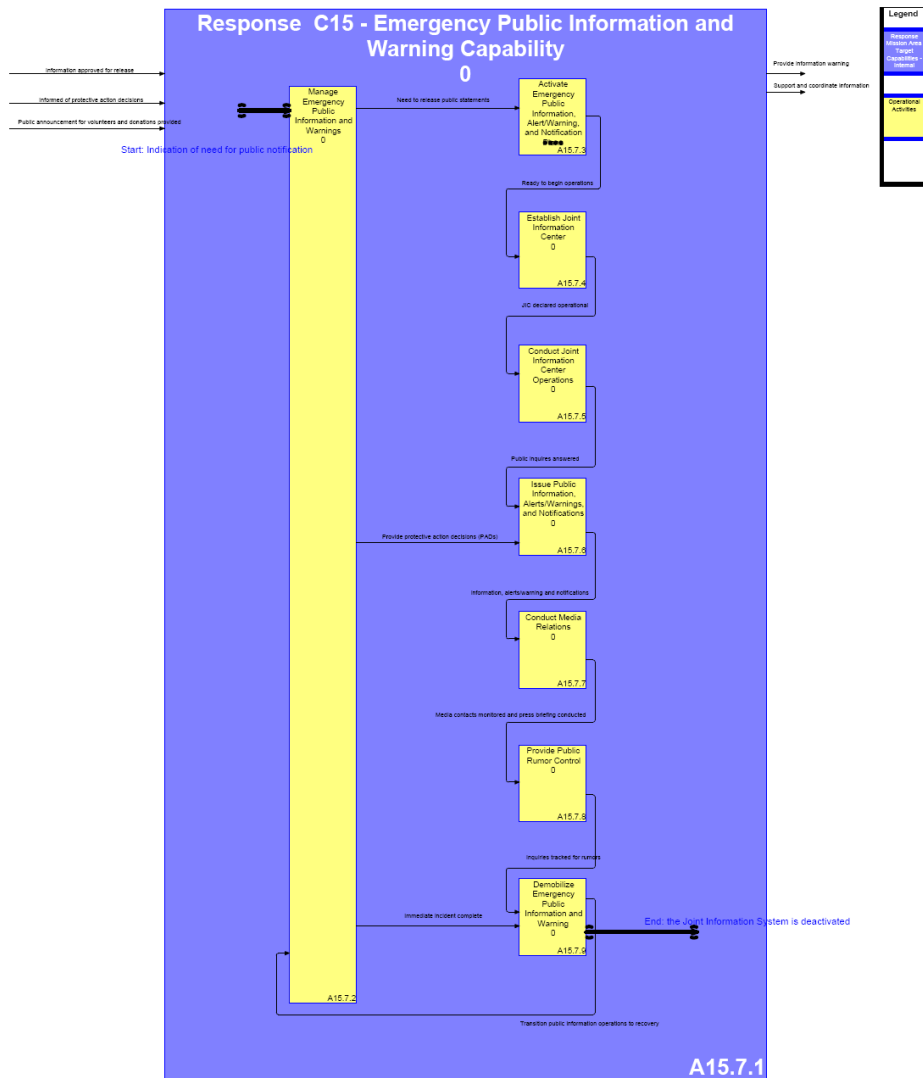 Response C15 - Emergency Public Information and
Warning Capability
0
Legend
Response
Mission Area
Target
Capabilities -
Internal
Operational
Activities
Information approved for release
Informed of protective action decisions
Public announcement for volunteers and donations provided
Start: Indication of need for public notification
Provide information warning
Support and coordinate information
Manage
Emergency
Public
Information and
Warnings
0
A15.7.2
Need to release public statements
Activate
Emergency
Public
Information,
Alert/Warning,
and Notification
A15.7.3
Ready to begin operations
Establish Joint
Information
Center
0
A15.7.4
JIC declared operational
Conduct Joint
Information
Center
Operations
0
A15.7.5
Public inquires answered
Issue Public
Information,
Alerts/Warnings,
and Notifications
0
A15.7.6
Provide protective action decisions (PADs)
Information, alerts/warning and notifications
Conduct Media
Relations
0
A15.7.7
Media contacts monitored and press briefing conducted
Provide Public
Rumor Control
0
A15.7.8
Inquiries tracked for rumors
Demobilize
Emergency
Public
Information and
Warning
0
A15.7.9
Immediate incident complete
End: the Joint Information System is deactivated
Transition public information operations to recovery
A15.7.1